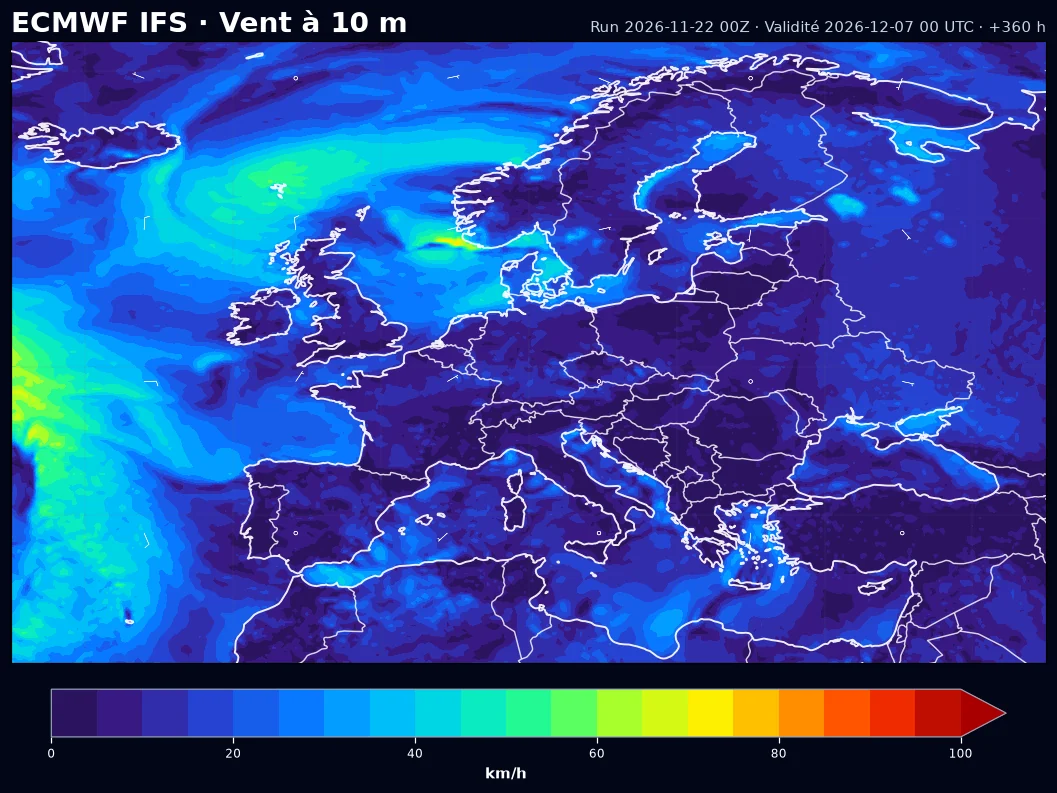 ECMWF IFS · Vent à 10 m
Run 2026-11-22 00Z · Validité 2026-12-07 00 UTC · +360 h
0 20 40 60 80 100
km/h